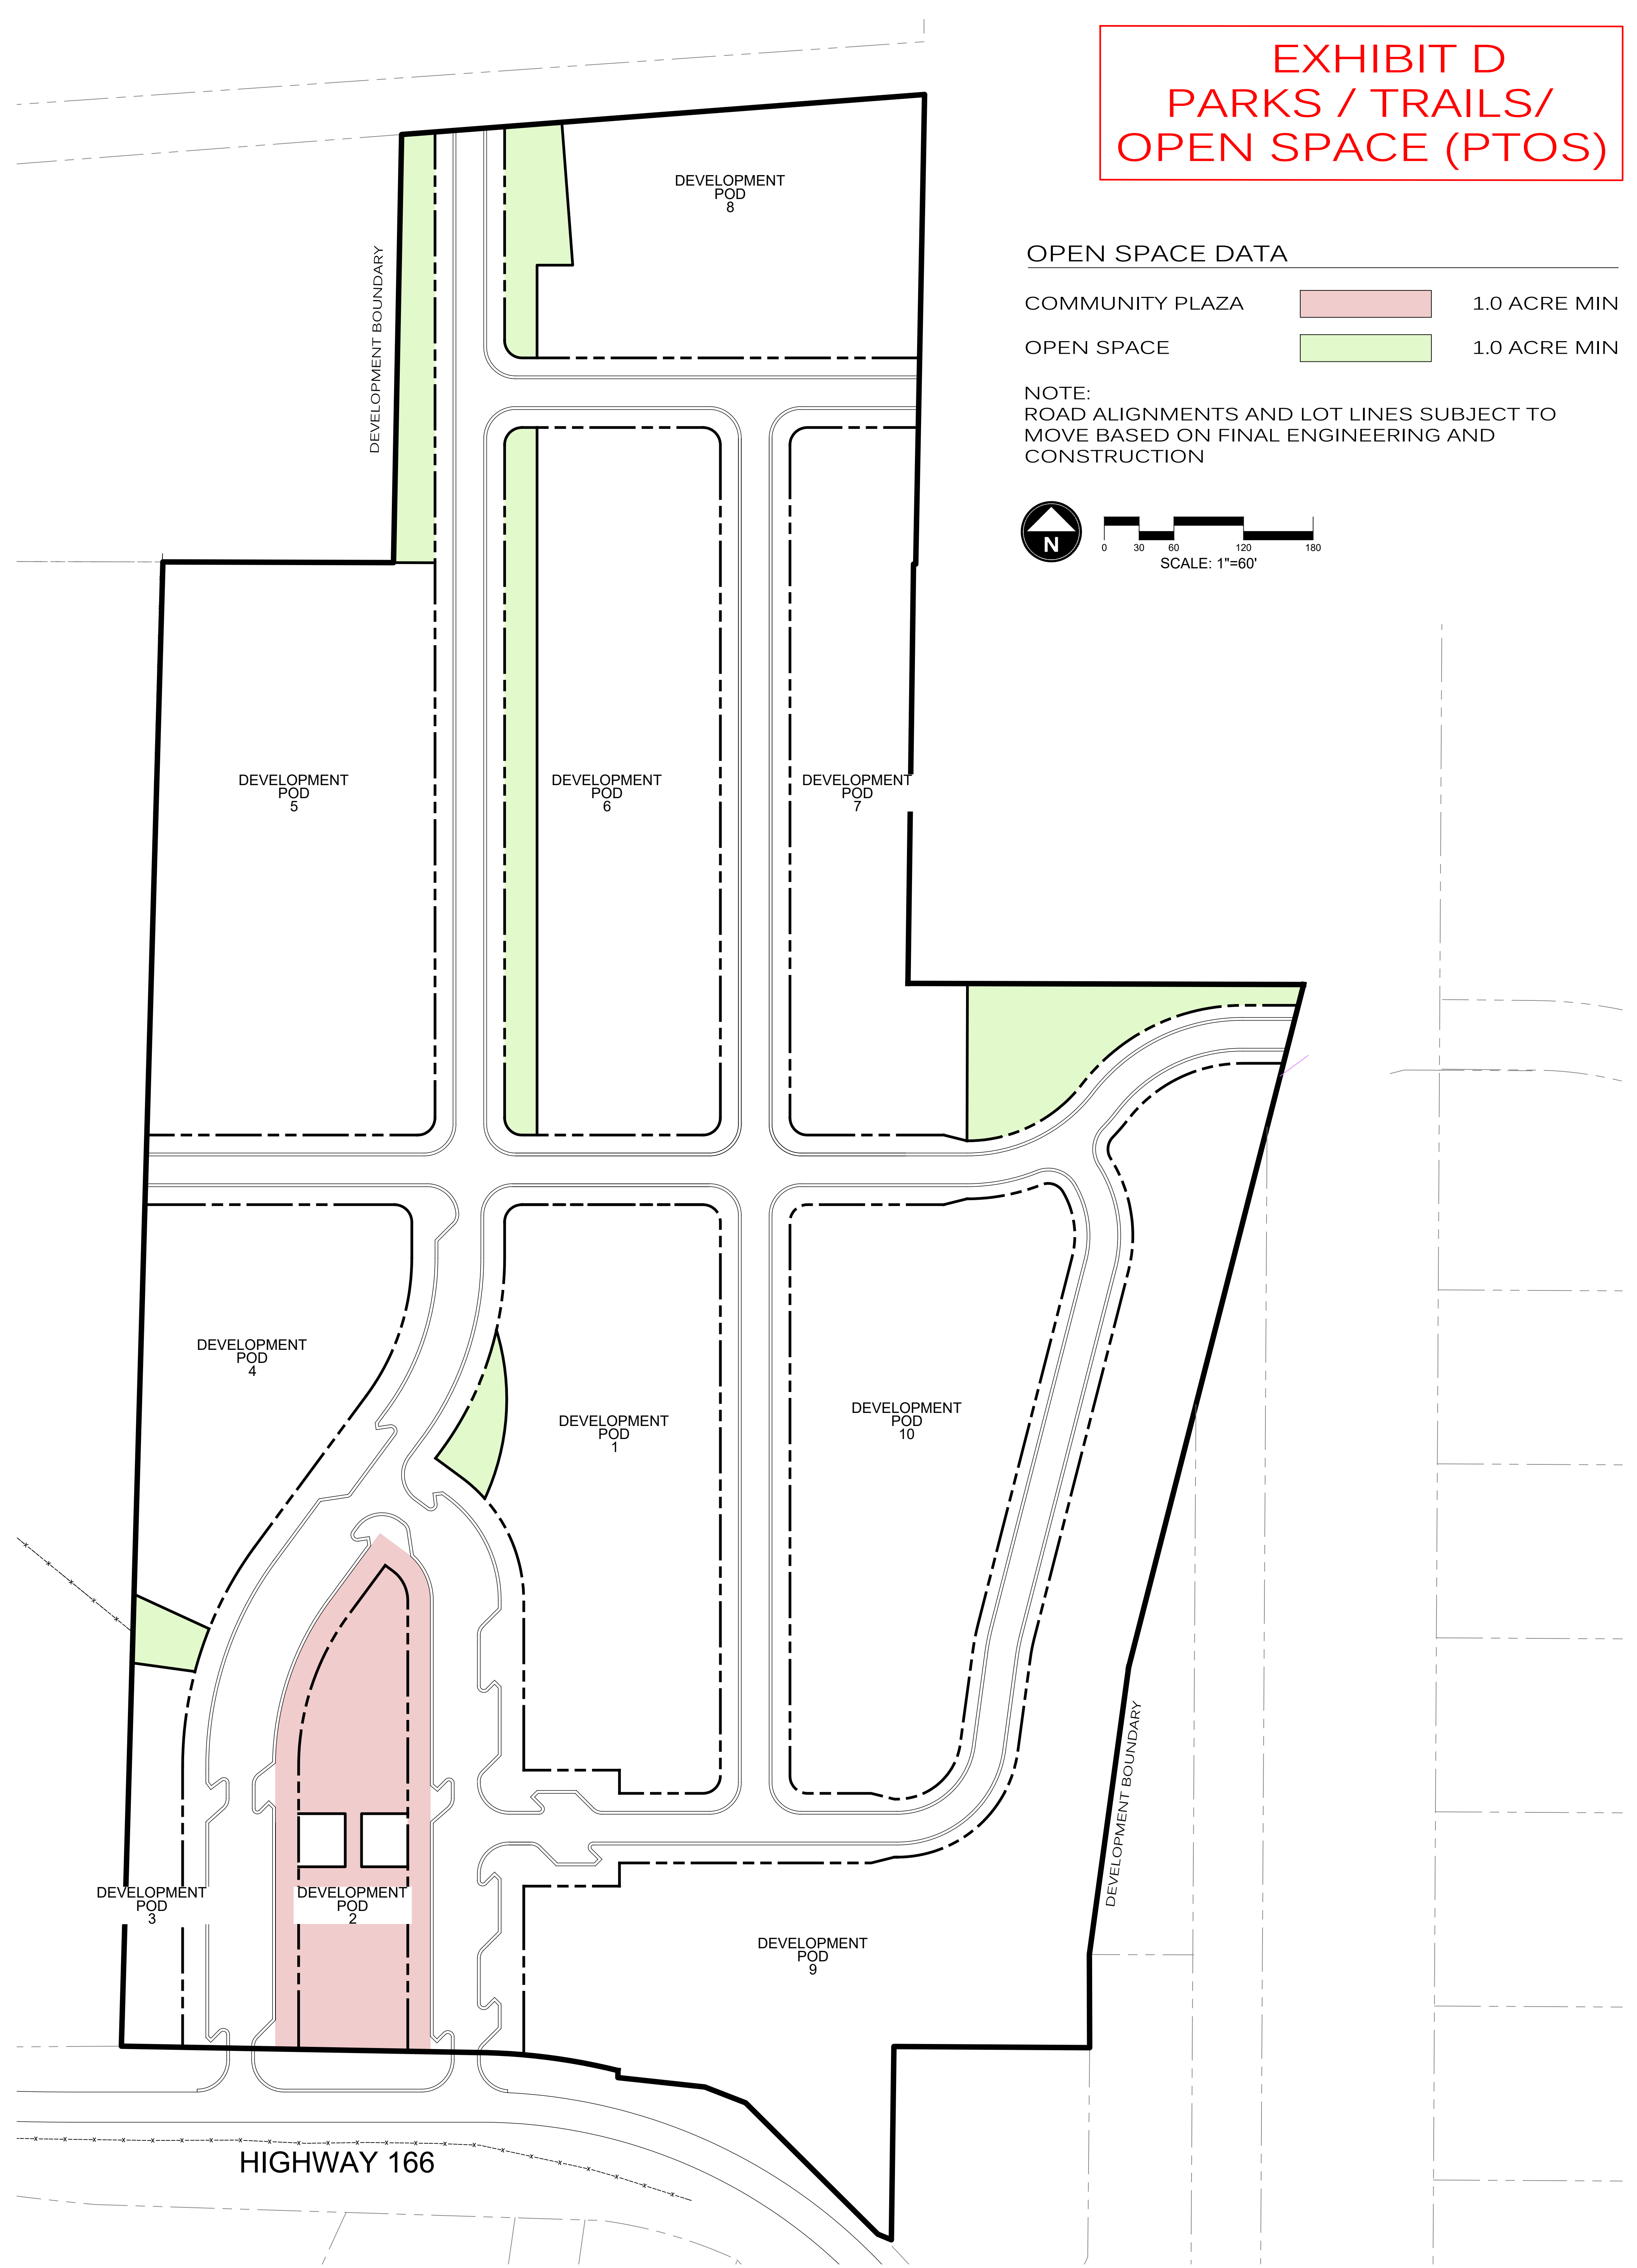 EXHIBIT D
PARKS / TRAILS/
OPEN SPACE (PTOS)
DEVELOPMENT
POD
8
DEVELOPMENT BOUNDARY
OPEN SPACE DATA
COMMUNITY PLAZA 1.0 ACRE MIN
OPEN SPACE 1.0 ACRE MIN
NOTE:
ROAD ALIGNMENTS AND LOT LINES SUBJECT TO
MOVE BASED ON FINAL ENGINEERING AND
CONSTRUCTION
N
0 30 60 120 180
SCALE: 1"=60'
DEVELOPMENT
POD
5
DEVELOPMENT
POD
6
DEVELOPMENT
POD
7
DEVELOPMENT
POD
4
DEVELOPMENT
POD
1
DEVELOPMENT
POD
10
DEVELOPMENT BOUNDARY
DEVELOPMENT
POD
3
DEVELOPMENT
POD
2
DEVELOPMENT
POD
9
HIGHWAY 166